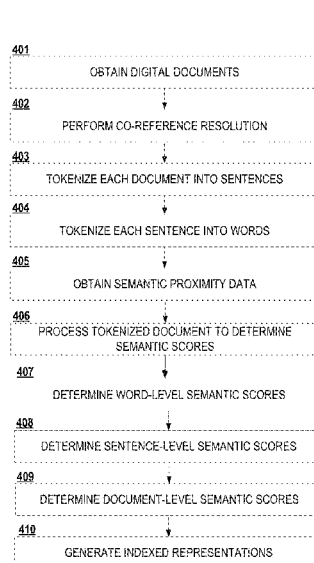 401
OBTAIN DIGITAL DOCUMENTS
402
PERFORM CO-REFERENCE RESOLUTION
403
TOKENIZE EACH DOCUMENT INTO SENTENCES
404
TOKENIZE EACH SENTENCE INTO WORDS
405
OBTAIN SEMANTIC PROXIMITY DATA
406
PROCESS TOKENIZED DOCUMENT TO DETERMINE
SEMANTIC SCORES
407
DETERMINE WORD-LEVEL SEMANTIC SCORES
408
DETERMINE SENTENCE-LEVEL SEMANTIC SCORES
409
DETERMINE DOCUMENT-LEVEL SEMANTIC SCORES
410
GENERATE INDEXED REPRESENTATIONS